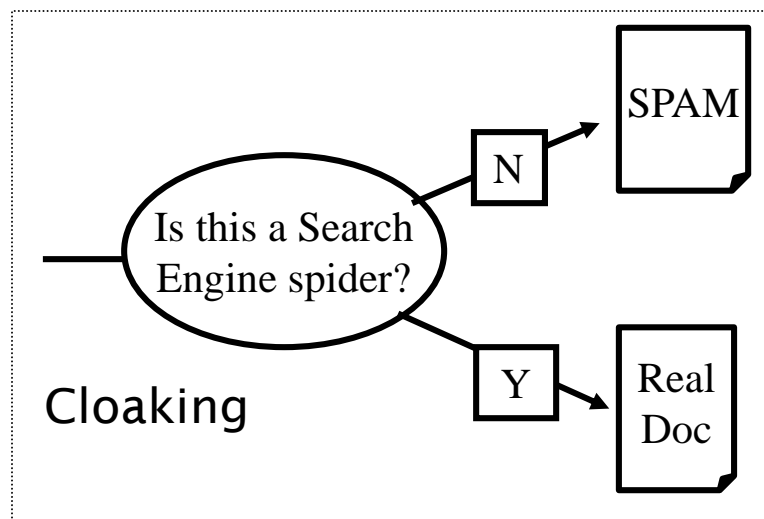 SPAM
N
Is this a Search
Engine spider?
Y
Real
Doc
Cloaking